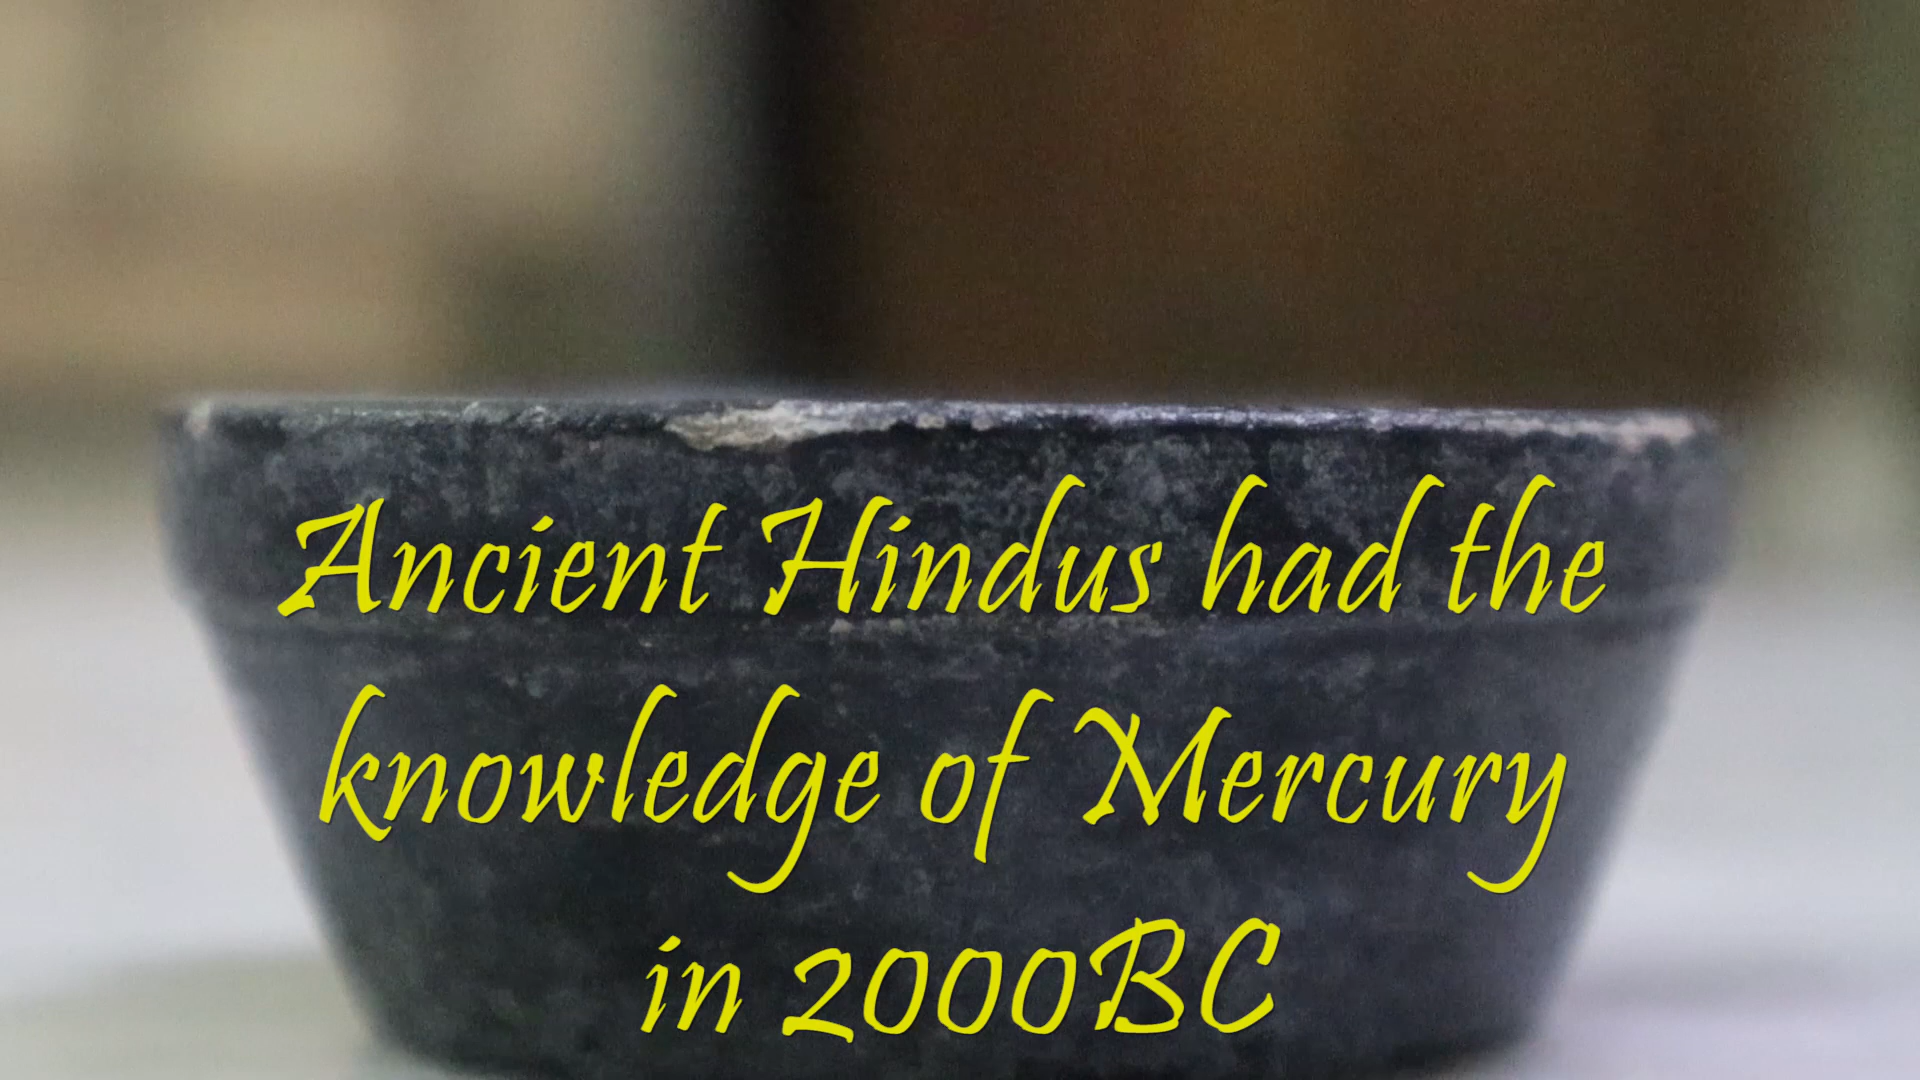 Ancient Hindus had the
knowledge of Mercury
in 2000BC